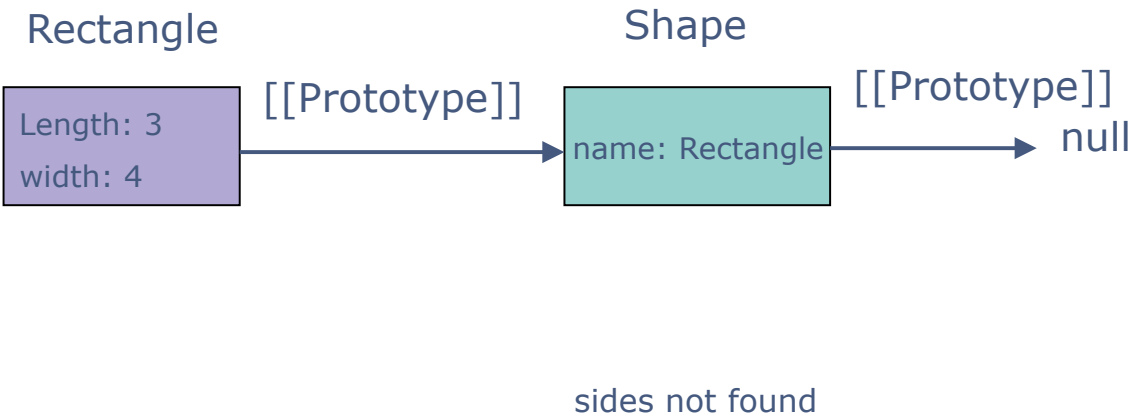 Rectangle
Shape
[[Prototype]]
[[Prototype]]
Length: 3
width: 4
name: Rectangle
null
sides not found